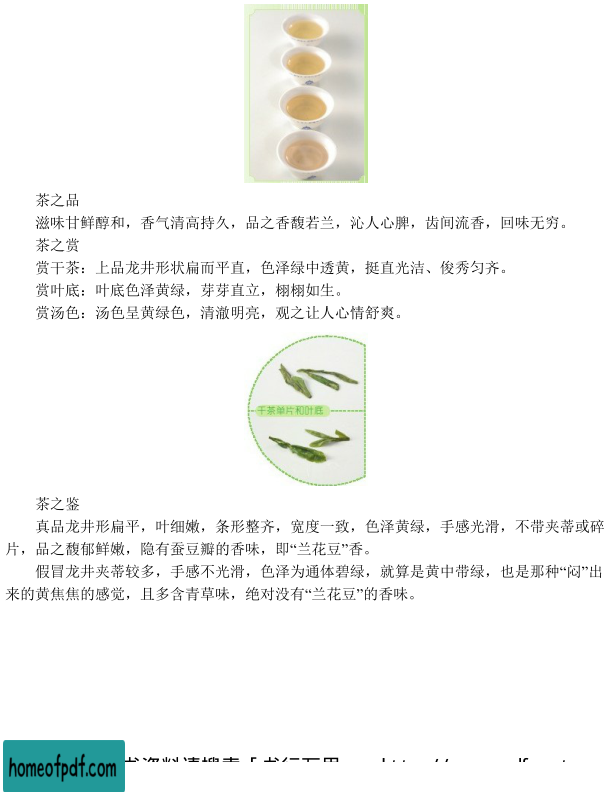 茶之品
滋味甘鲜醇和，香气清高持久，品之香馥若兰，沁人心脾，齿间流香，回味无穷。
茶之赏
赏干茶：上品龙井形状扁而平直，色泽绿中透黄，挺直光洁、俊秀匀齐。
赏叶底：叶底色泽黄绿，芽芽直立，栩栩如生。
赏汤色：汤色呈黄绿色，清澈明亮，观之让人心情舒爽。
干茶单片和叶底
茶之鉴
真品龙井形扁平，叶细嫩，条形整齐，宽度一致，色泽黄绿，手感光滑，不带夹蒂或碎
片，品之馥郁鲜嫩，隐有蚕豆瓣的香味，即“兰花豆”香。
假冒龙井夹蒂较多，手感不光滑，色泽为通体碧绿，就算是黄中带绿，也是那种“闷”出
来的黄焦焦的感觉，且多含青草味，绝对没有“兰花豆”的香味。
homeofpdf.com